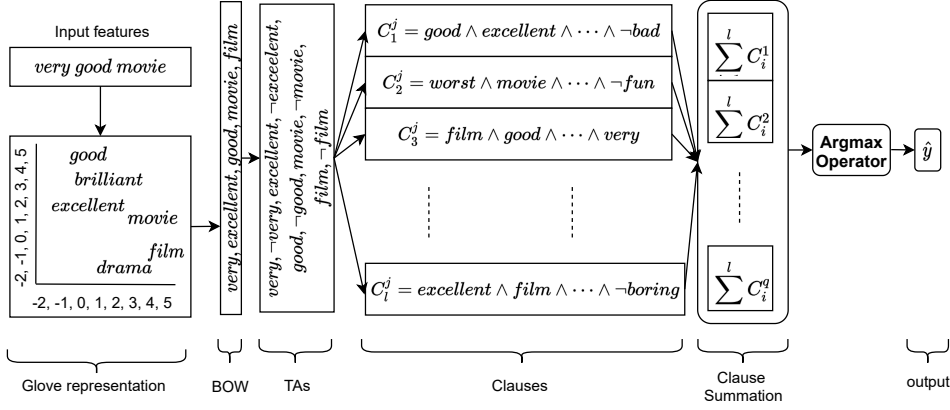 Input features
very good movie
good
brilliant
excellent
movie
film
drama
-2, -1, 0, 1, 2, 3, 4, 5
-2, -1, 0, 1, 2, 3, 4, 5
very, excellent, good, movie, film
very, ¬very, excellent, ¬exceelent,
good, ¬good, movie, ¬movie,
film, ¬film
C_1^j = good ∧ excellent ∧ ⋯ ∧ ¬bad
C_2^j = worst ∧ movie ∧ ⋯ ∧ ¬fun
C_3^j = film ∧ good ∧ ⋯ ∧ very
C_l^j = excellent ∧ film ∧ ⋯ ∧ ¬boring
∑^l C_i^1
∑^l C_i^2
∑^l C_i^q
Argmax
Operator
ŷ
Glove representation
BOW
TAs
Clauses
Clause
Summation
output